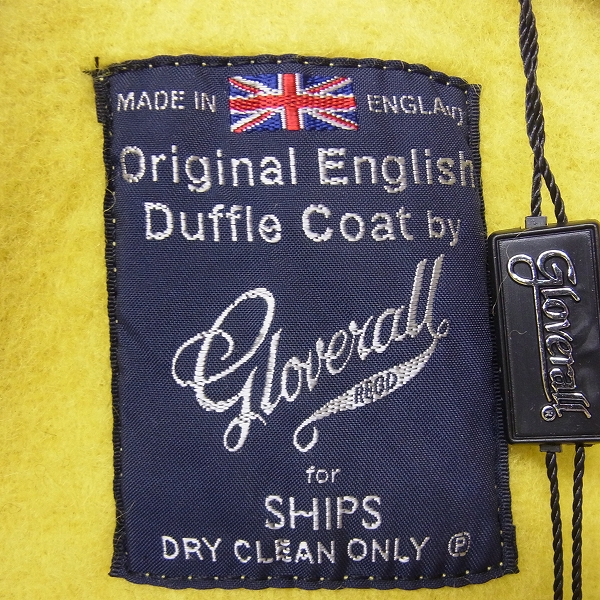 MADE IN ENGLAND
Original English
Duffle Coat by
Gloverall
REGD
for
SHIPS
DRY CLEAN ONLY Ⓟ
Gloverall®